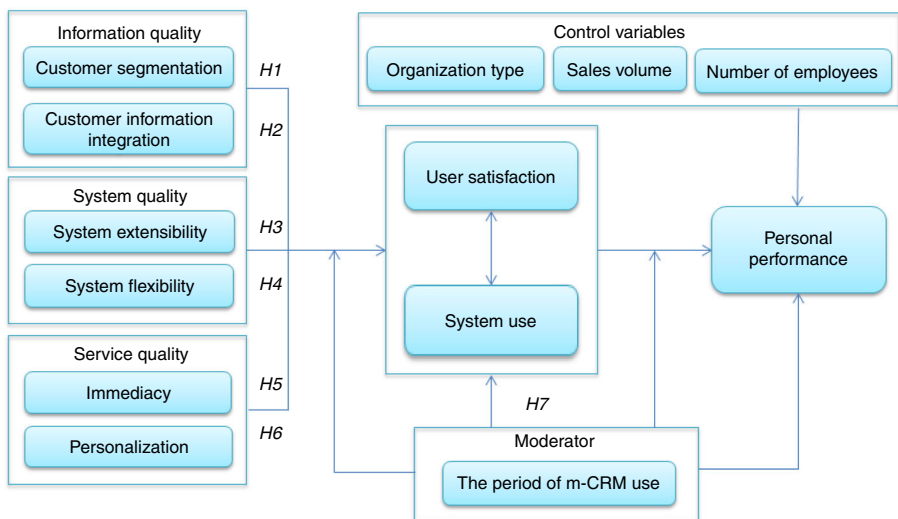 Information quality
Customer segmentation
Customer information
integration
H1
H2
System quality
System extensibility
System flexibility
H3
H4
Service quality
Immediacy
Personalization
H5
H6
User satisfaction
System use
H7
Moderator
The period of m-CRM use
Control variables
Organization type
Sales volume
Number of employees
Personal
performance